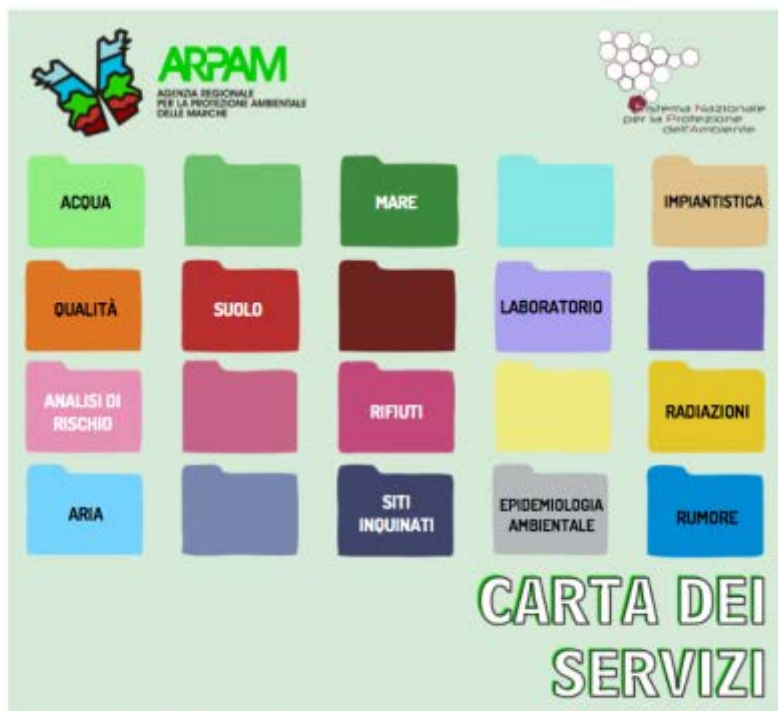 ARPAM
AGENZIA REGIONALE
PER LA PROTEZIONE AMBIENTALE
DELLE MARCHE
Sistema Nazionale
per la Protezione
dell'Ambiente
ACQUA
MARE
IMPIANTISTICA
QUALITÀ
SUOLO
LABORATORIO
ANALISI DI
RISCHIO
RIFIUTI
RADIAZIONI
ARIA
SITI
INQUINATI
EPIDEMIOLOGIA
AMBIENTALE
RUMORE
CARTA DEI
SERVIZI